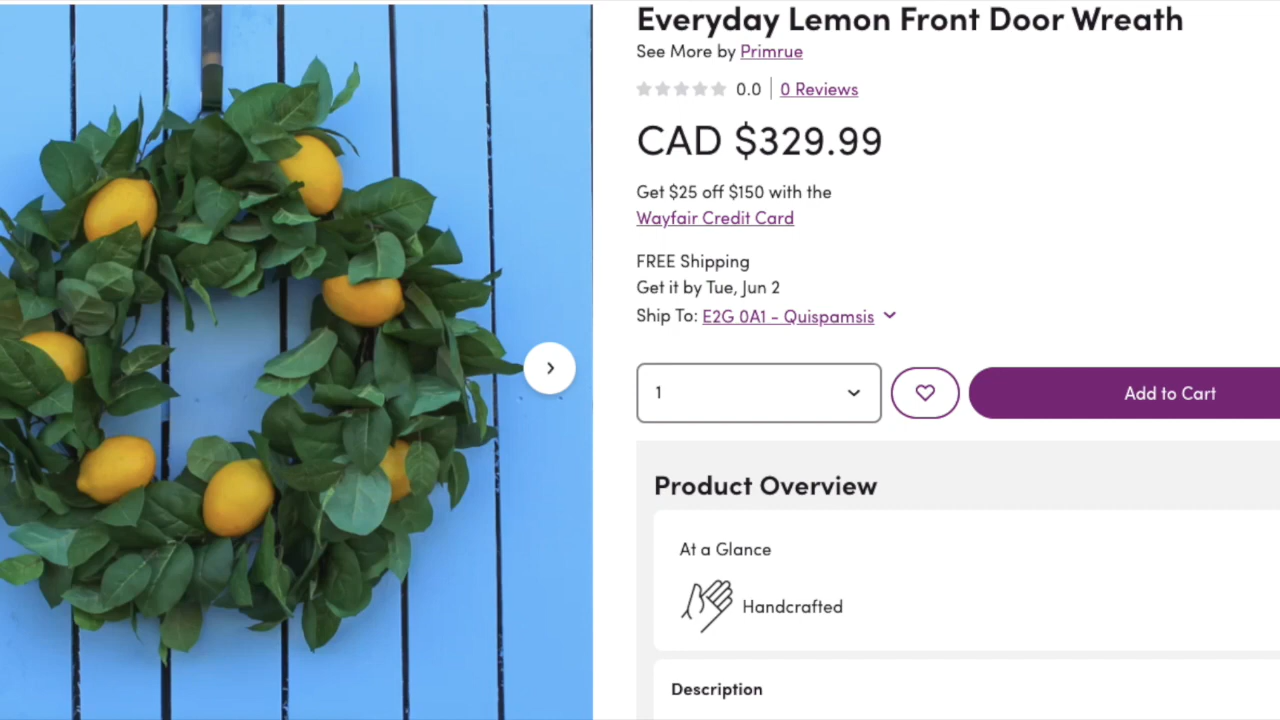 Everyday Lemon Front Door Wreath
See More by Primrue
0.0 | 0 Reviews
CAD $329.99
Get $25 off $150 with the
Wayfair Credit Card
FREE Shipping
Get it by Tue, Jun 2
Ship To: E2G 0A1 - Quispamsis
1
Add to Cart
Product Overview
At a Glance
Handcrafted
Description